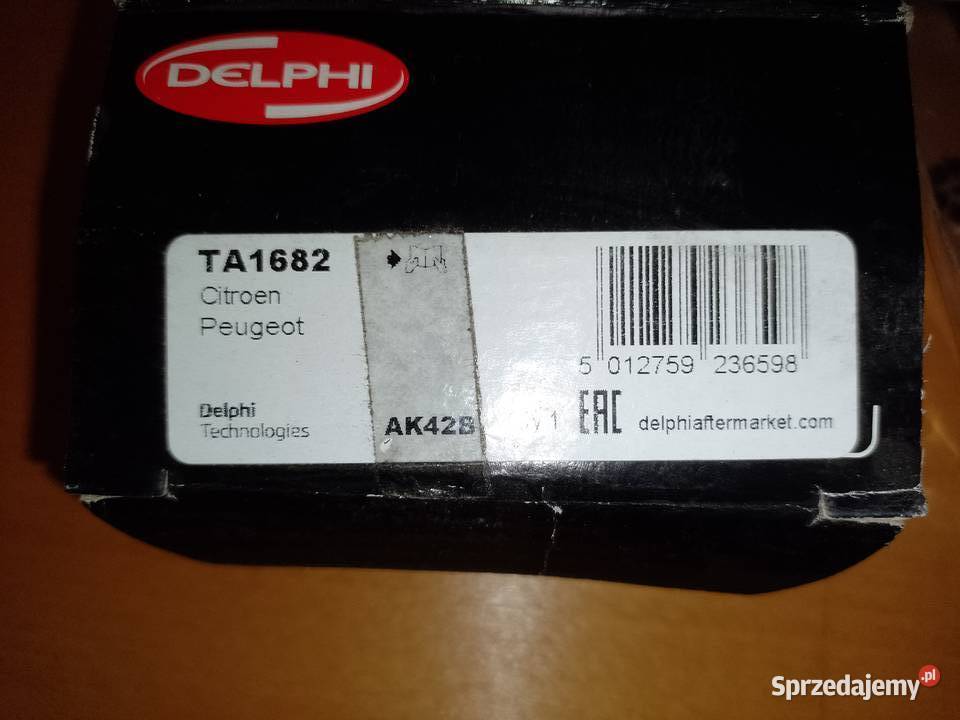 DELPHI
TA1682
Citroen
Peugeot
5 012759 236598
Delphi
Technologies
AK428
EAC
delphiaftermarket.com
Sprzedajemy.pl